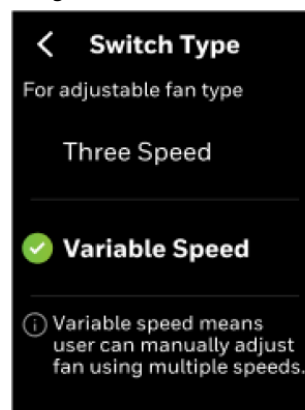 Switch Type
For adjustable fan type
Three Speed
Variable Speed
Variable speed means
user can manually adjust
fan using multiple speeds.